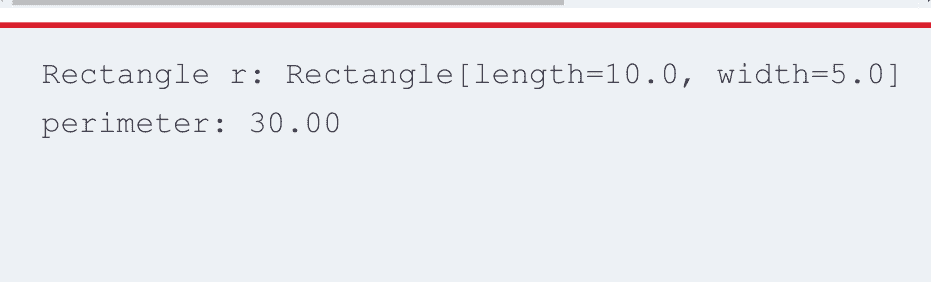 Rectangle r: Rectangle[length=10.0, width=5.0]
perimeter: 30.00